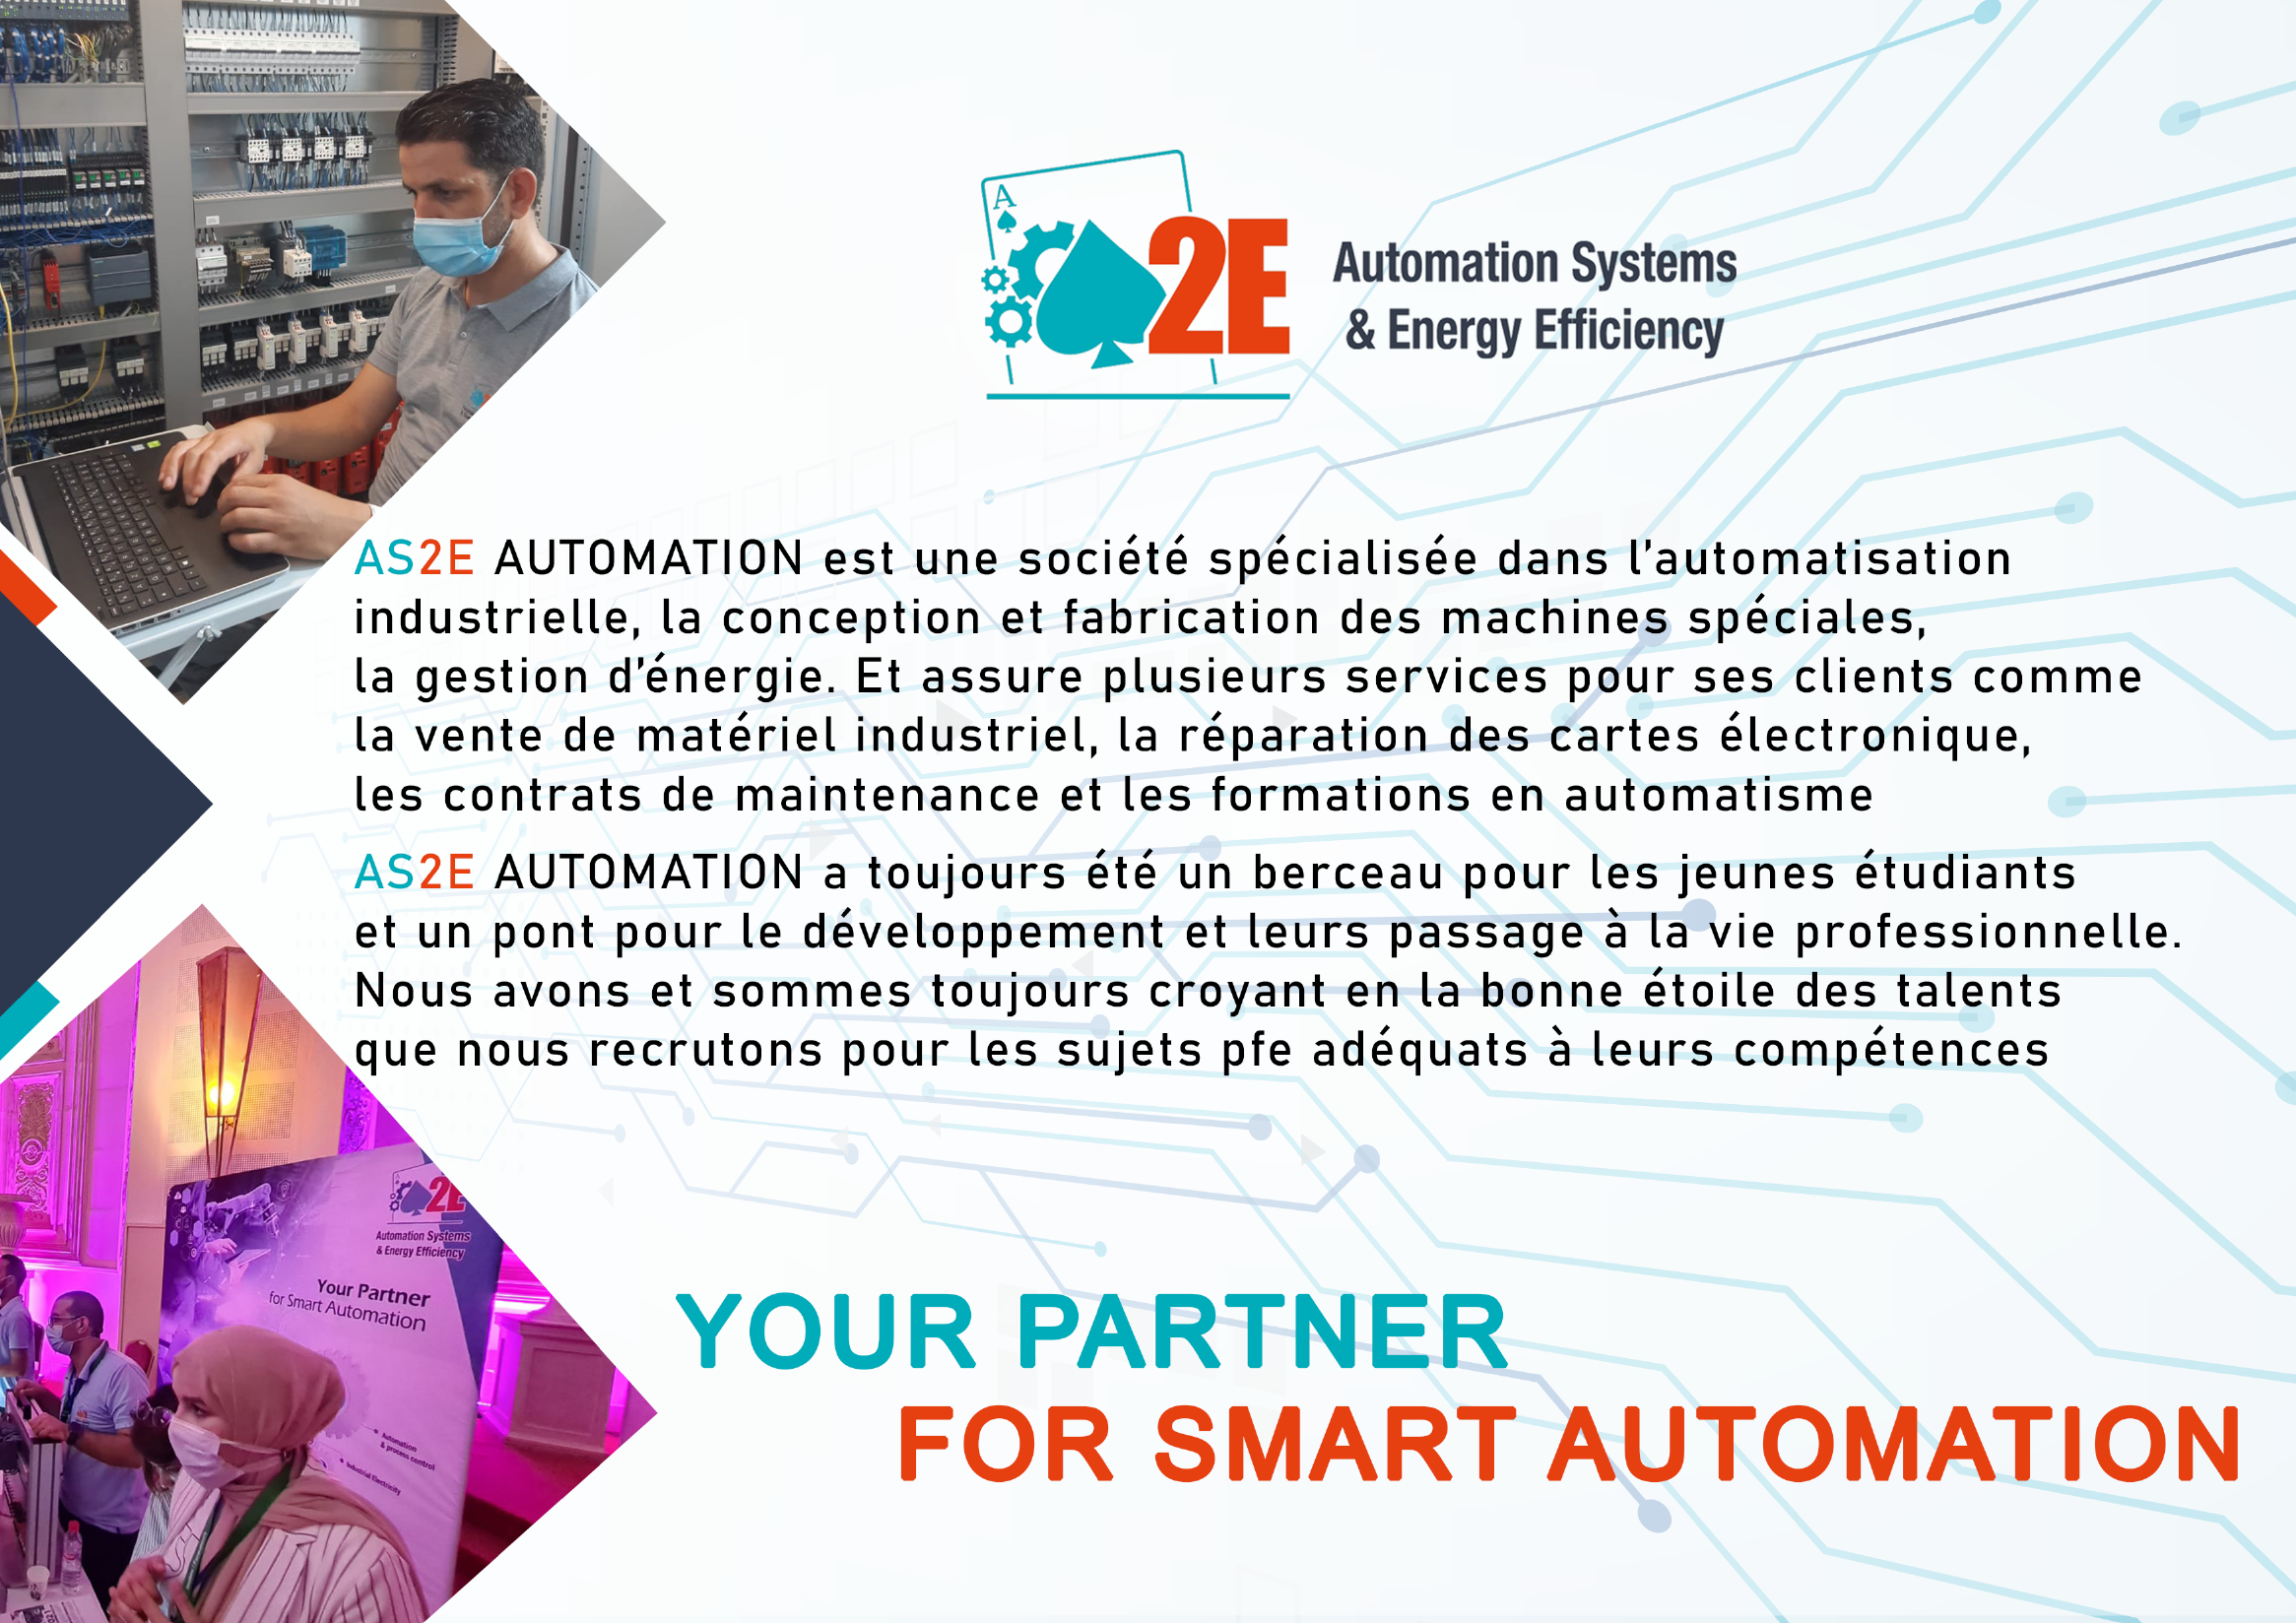 A
2E
Automation Systems
& Energy Efficiency
AS2E AUTOMATION est une société spécialisée dans l'automatisation
industrielle, la conception et fabrication des machines spéciales,
la gestion d'énergie. Et assure plusieurs services pour ses clients comme
la vente de matériel industriel, la réparation des cartes électronique,
les contrats de maintenance et les formations en automatisme
AS2E AUTOMATION a toujours été un berceau pour les jeunes étudiants
et un pont pour le développement et leurs passage à la vie professionnelle.
Nous avons et sommes toujours croyant en la bonne étoile des talents
que nous recrutons pour les sujets pfe adéquats à leurs compétences
2E
Automation Systems
& Energy Efficiency
Your Partner
for Smart Automation
Automation
& process control
Industrial Electricity
YOUR PARTNER
FOR SMART AUTOMATION